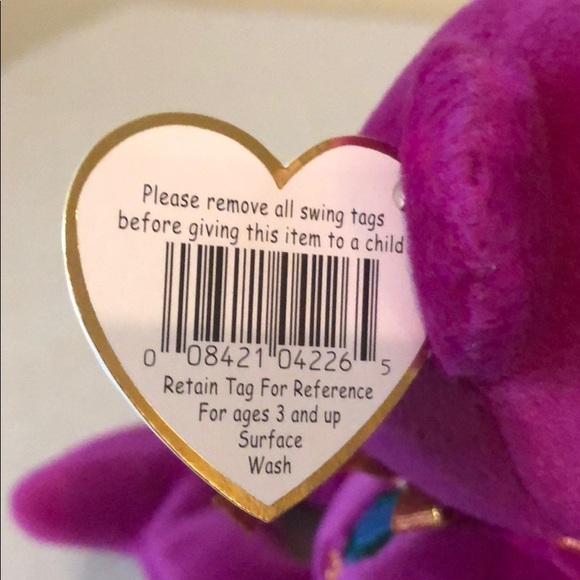 Please remove all swing tags
before giving this item to a child
0 08421 04226 5
Retain Tag For Reference
For ages 3 and up
Surface
Wash